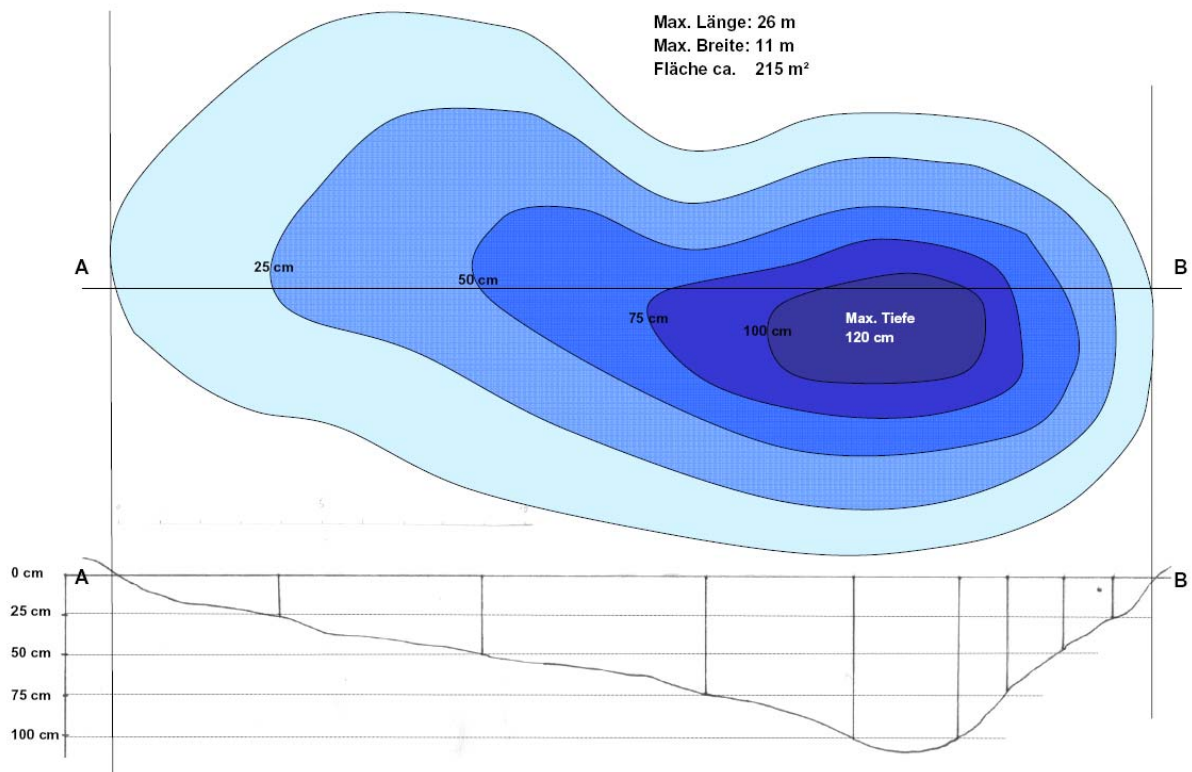 Max. Länge: 26 m
Max. Breite: 11 m
Fläche ca. 215 m²
A
B
25 cm
50 cm
75 cm
100 cm
Max. Tiefe
120 cm
0 cm
A
B
25 cm
50 cm
75 cm
100 cm